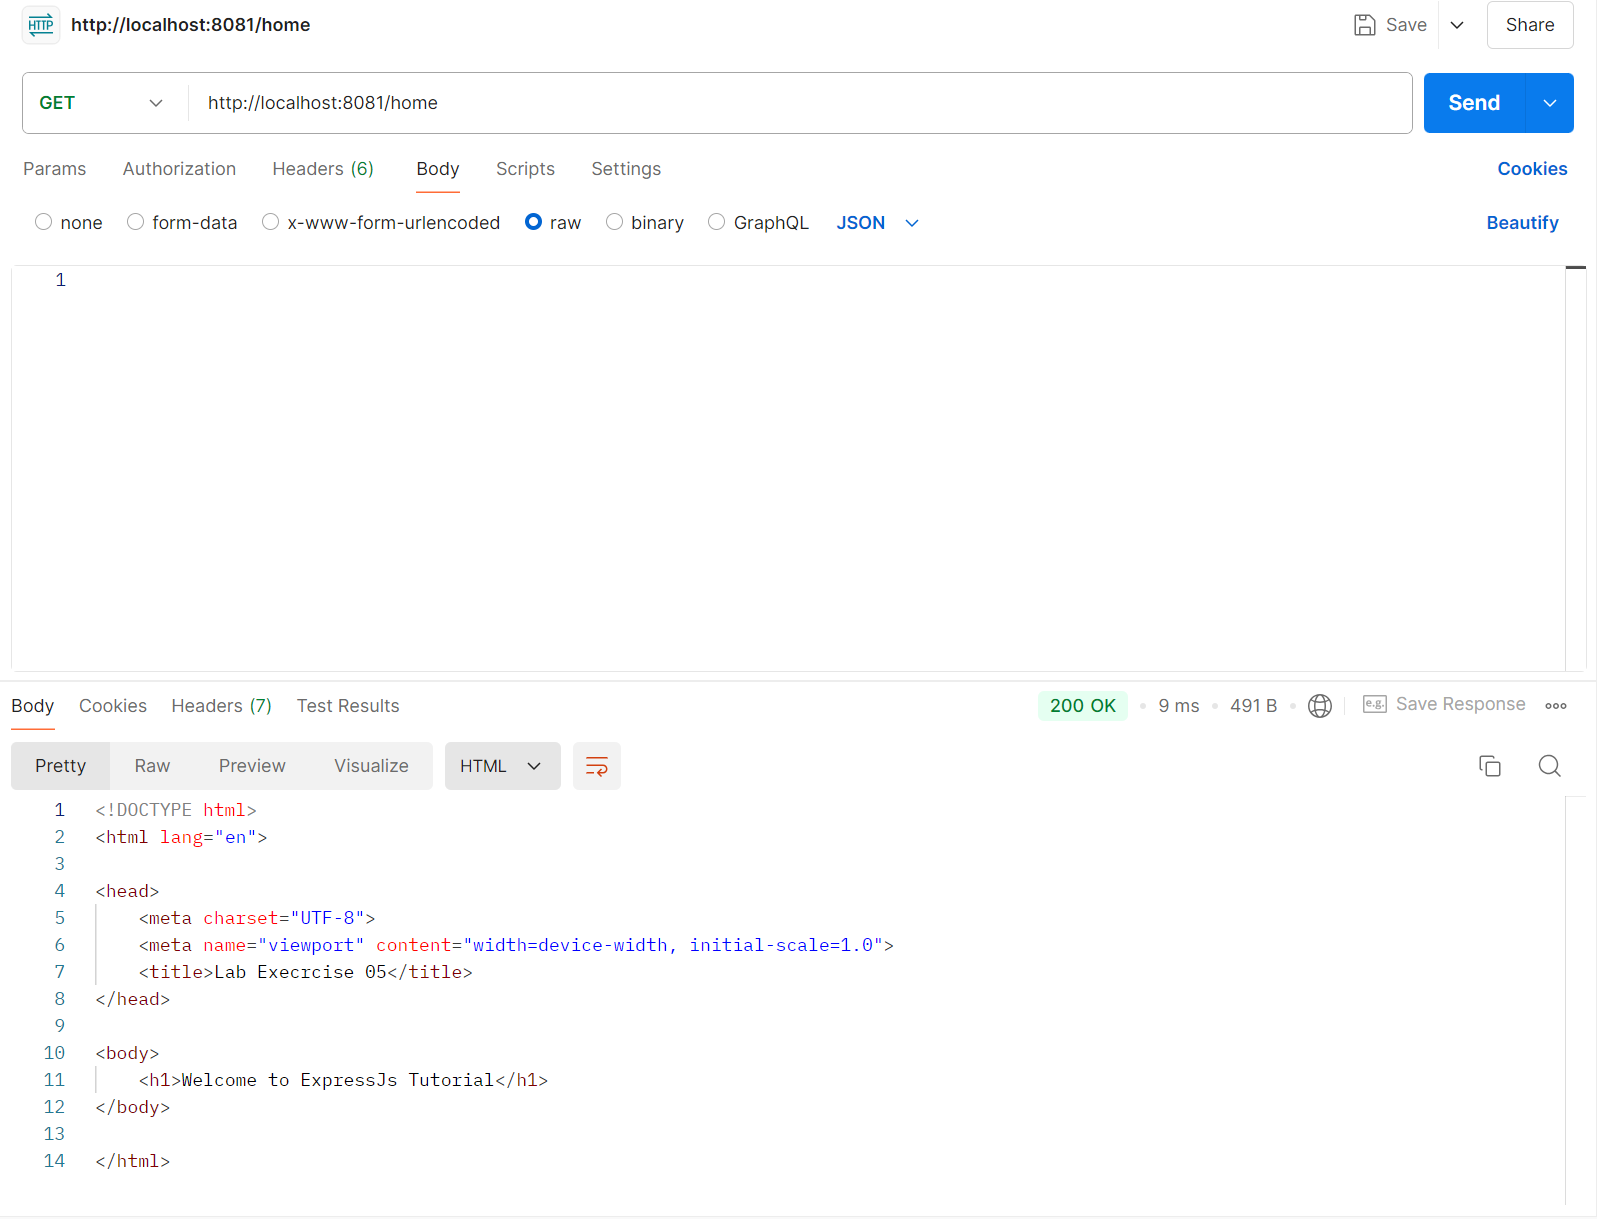 HTTP http://localhost:8081/home Save Share
GET http://localhost:8081/home Send
Params Authorization Headers (6) Body Scripts Settings Cookies
none form-data x-www-form-urlencoded raw binary GraphQL JSON Beautify
1
Body Cookies Headers (7) Test Results 200 OK 9 ms 491 B e.g. Save Response
Pretty Raw Preview Visualize HTML
1 <!DOCTYPE html>
2 <html lang="en">
3
4 <head>
5 <meta charset="UTF-8">
6 <meta name="viewport" content="width=device-width, initial-scale=1.0">
7 <title>Lab Execrcise 05</title>
8 </head>
9
10 <body>
11 <h1>Welcome to ExpressJs Tutorial</h1>
12 </body>
13
14 </html>